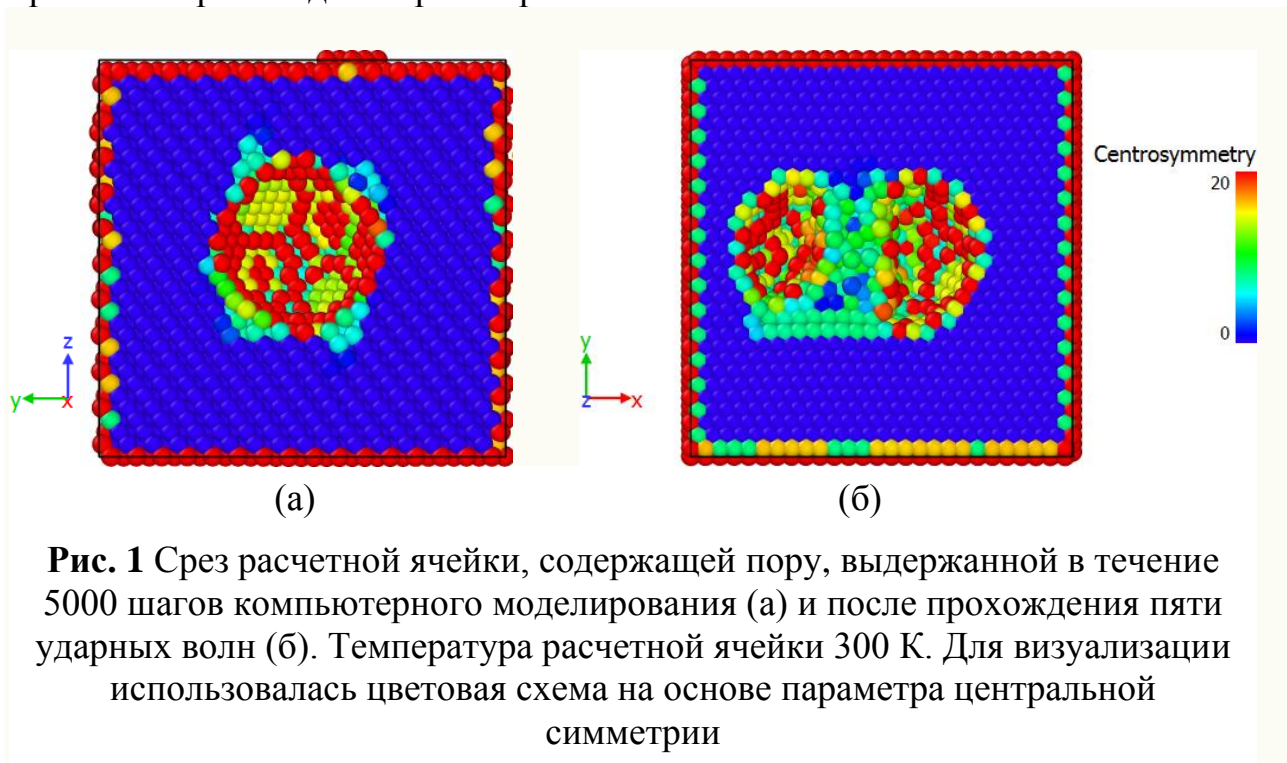 Centrosymmetry
20
0
z
y
x
y
z
x
(а)
(б)
Рис. 1 Срез расчетной ячейки, содержащей пору, выдержанной в течение
5000 шагов компьютерного моделирования (а) и после прохождения пяти
ударных волн (б). Температура расчетной ячейки 300 К. Для визуализации
использовалась цветовая схема на основе параметра центральной
симметрии